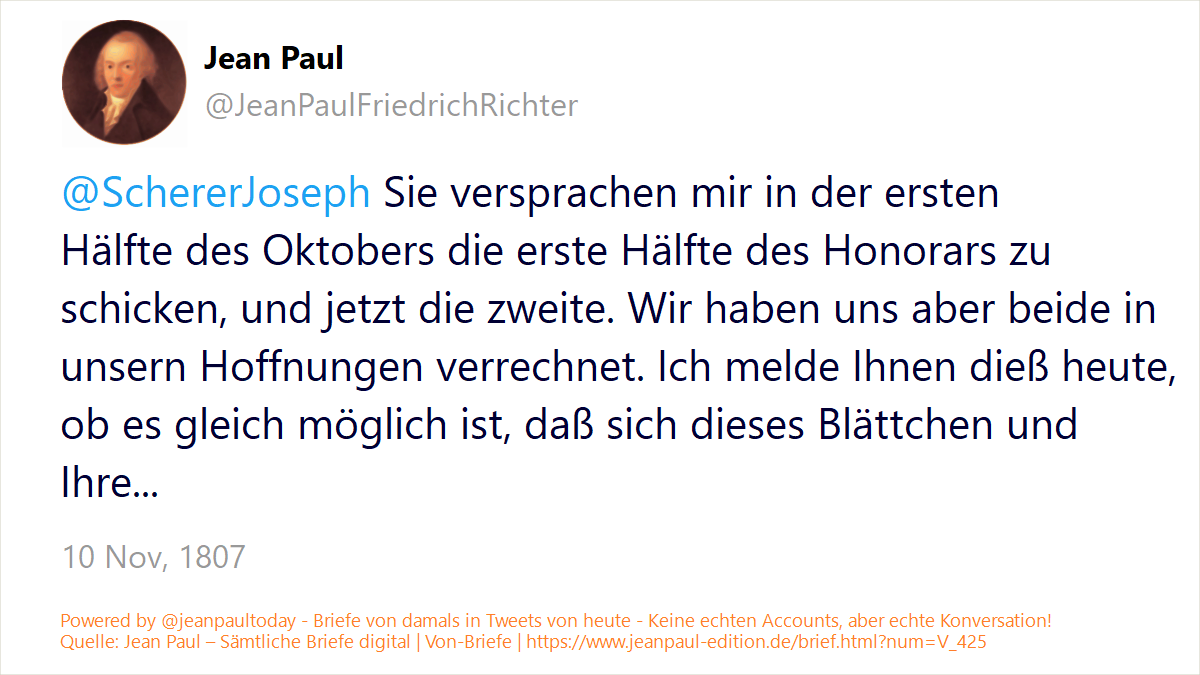 Jean Paul
@JeanPaulFriedrichRichter
@SchererJoseph Sie versprachen mir in der ersten
Hälfte des Oktobers die erste Hälfte des Honorars zu
schicken, und jetzt die zweite. Wir haben uns aber beide in
unsern Hoffnungen verrechnet. Ich melde Ihnen dieß heute,
ob es gleich möglich ist, daß sich dieses Blättchen und
Ihre...
10 Nov, 1807
Powered by @jeanpaultoday - Briefe von damals in Tweets von heute - Keine echten Accounts, aber echte Konversation!
Quelle: Jean Paul – Sämtliche Briefe digital | Von-Briefe | https://www.jeanpaul-edition.de/brief.html?num=V_425